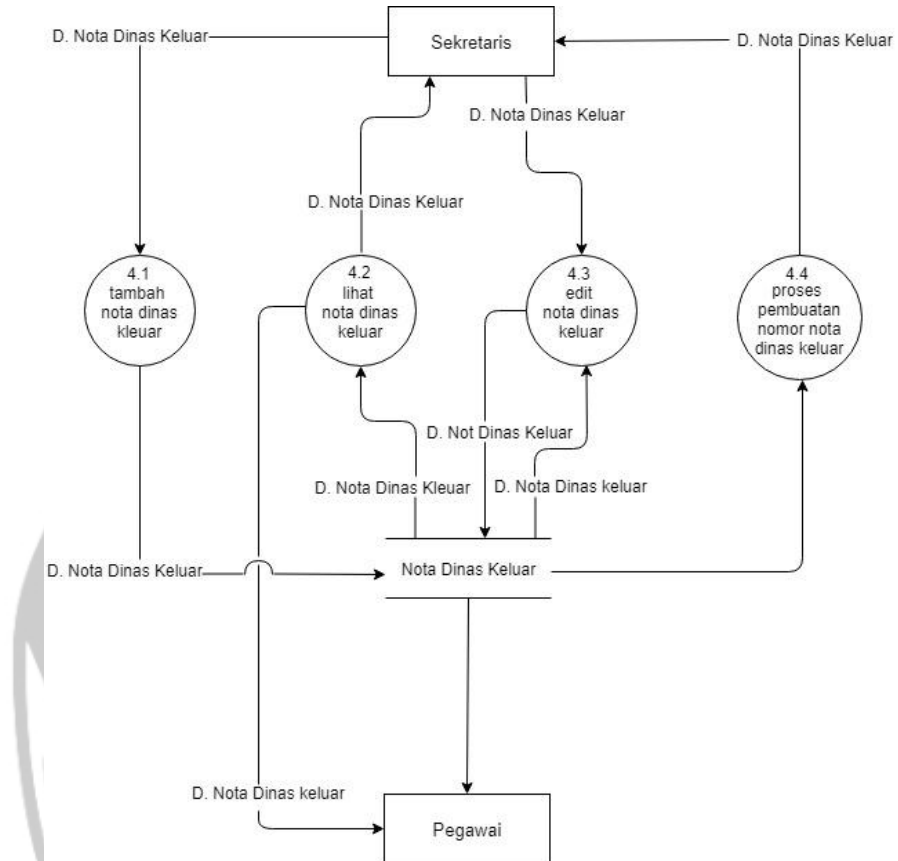 D. Nota Dinas Keluar
Sekretaris
D. Nota Dinas Keluar
D. Nota Dinas Keluar
D. Nota Dinas Keluar
4.1
tambah
nota dinas
kleuar
4.2
lihat
nota dinas
keluar
4.3
edit
nota dinas
keluar
4.4
proses
pembuatan
nomor nota
dinas keluar
D. Not Dinas Keluar
D. Nota Dinas Kleuar
D. Nota Dinas keluar
D. Nota Dinas Keluar
Nota Dinas Keluar
D. Nota Dinas keluar
Pegawai